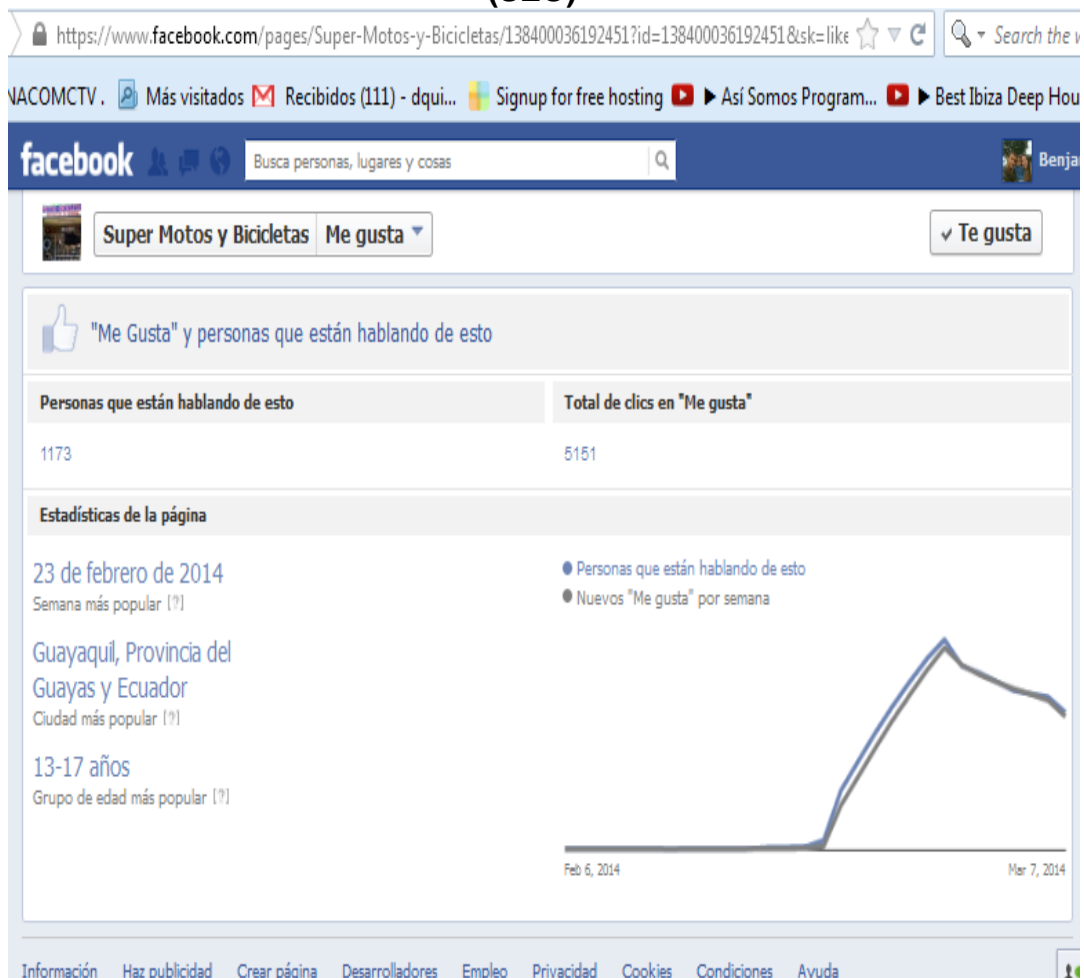 (SEO)
https://www.facebook.com/pages/Super-Motos-y-Bicicletas/138400036192451?id=138400036192451&sk=like Search the
NACOMCTV. Más visitados Recibidos (111) - dqui... Signup for free hosting ▶ Así Somos Program... ▶ Best Ibiza Deep Hou
facebook Busca personas, lugares y cosas Benja
Super Motos y Bicicletas Me gusta Te gusta
"Me Gusta" y personas que están hablando de esto
Personas que están hablando de esto Total de clics en "Me gusta"
1173 5151
Estadísticas de la página
23 de febrero de 2014
Semana más popular [?]
Guayaquil, Provincia del
Guayas y Ecuador
Ciudad más popular [?]
13-17 años
Grupo de edad más popular [?]
Personas que están hablando de esto
Nuevos "Me gusta" por semana
Feb 6, 2014 Mar 7, 2014
Información Haz publicidad Crear página Desarrolladores Empleo Privacidad Cookies Condiciones Ayuda